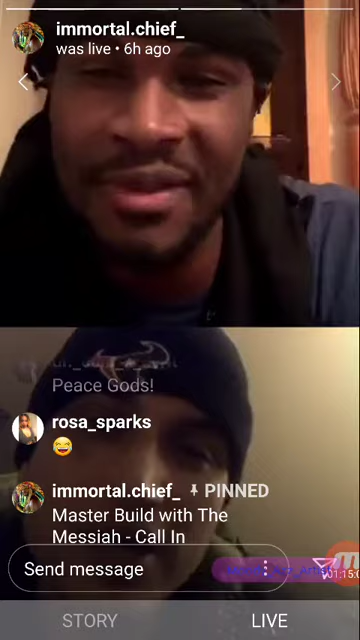 immortal.chief_
was live • 6h ago
Peace Gods!
rosa_sparks
immortal.chief_ PINNED
Master Build with The
Messiah - Call In
Send message
STORY LIVE